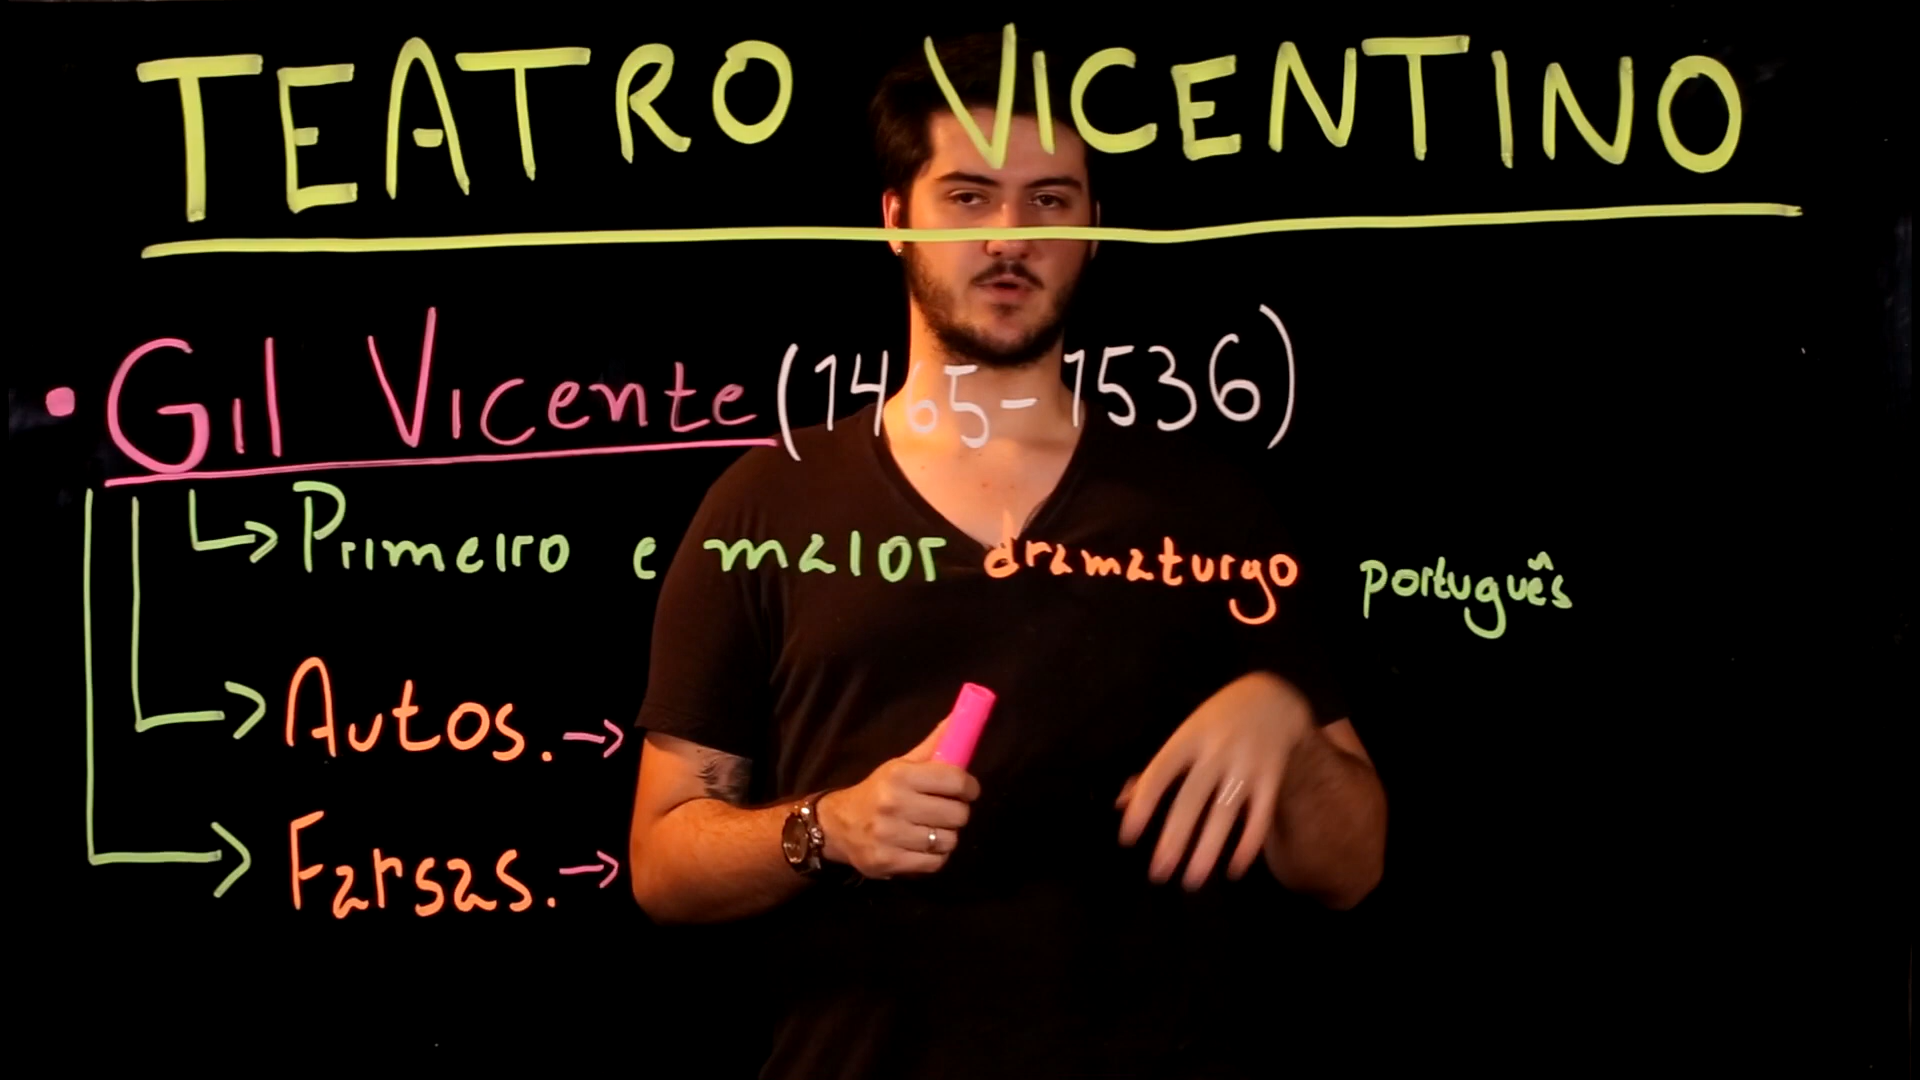 TEATRO VICENTINO
• Gil Vicente (1465-1536)
→ Primeiro e maior dramaturgo português
→ Autos. →
→ Farsas. →